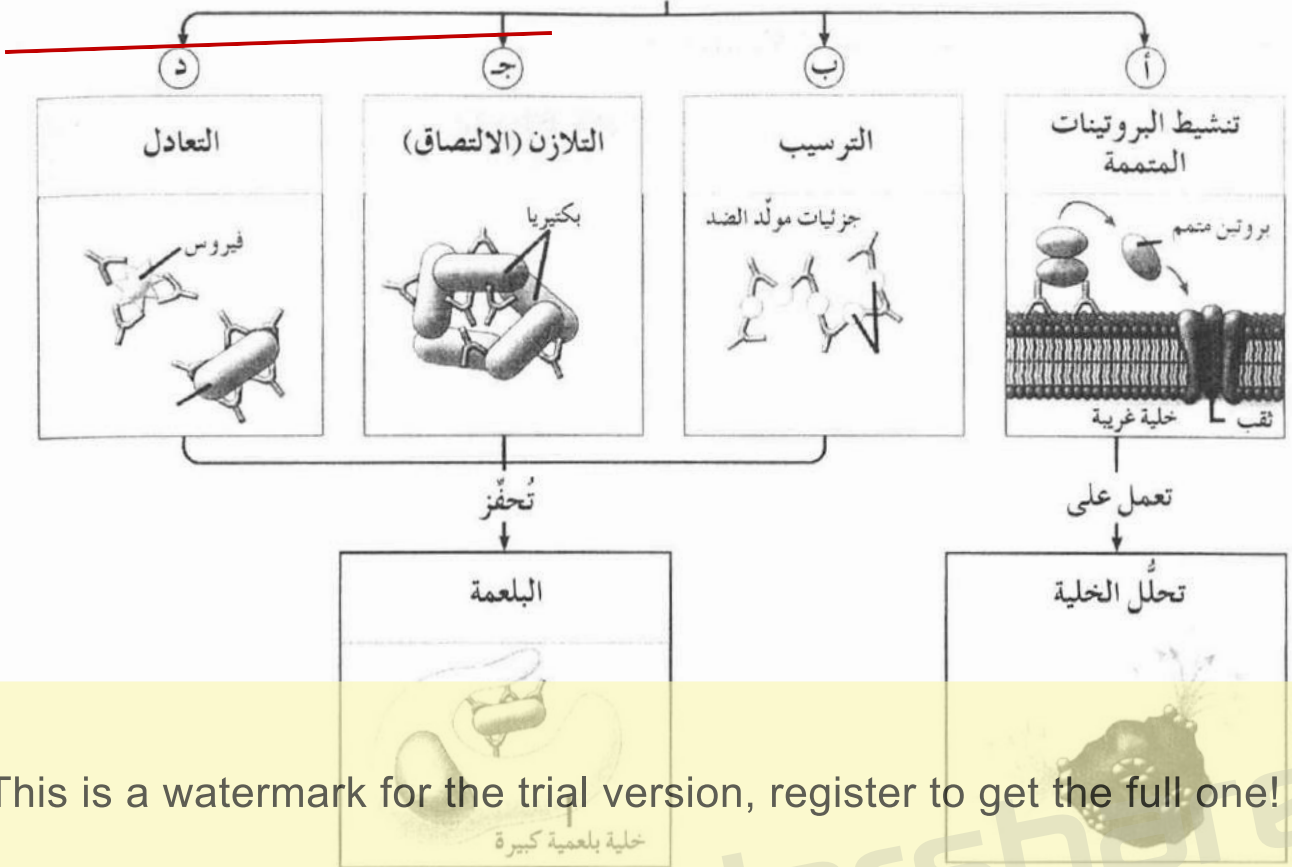 أ
ب
جـ
د
تنشيط البروتينات
المتممة
الترسيب
التلازن (الالتصاق)
التعادل
بروتين متمم
خلية غريبة
ثقب
جزئيات مولّد الضد
بكتيريا
فيروس
تعمل على
تُحفّز
تحلُّل الخلية
البلعمة
خلية بلعمية كبيرة
This is a watermark for the trial version, register to get the full one!